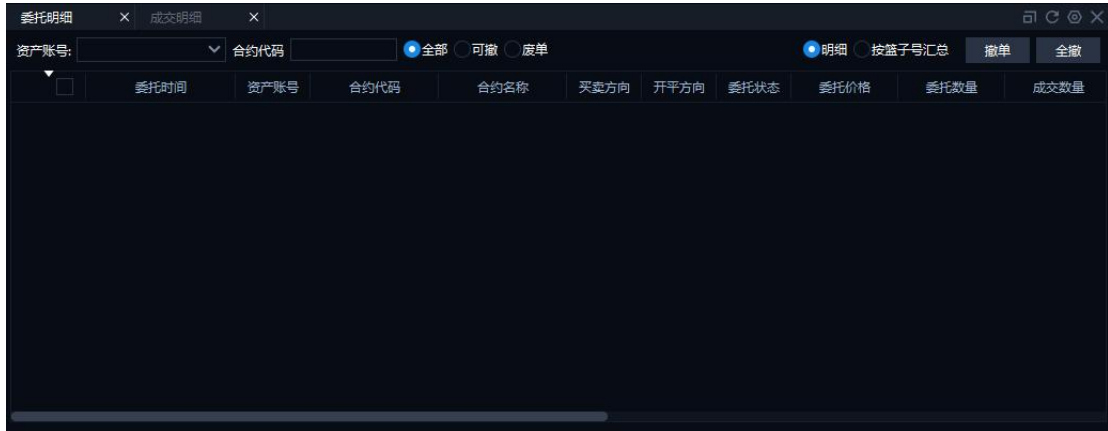 委托明细 成交明细
资产账号: 合约代码 全部 可撤 废单 明细 按篮子号汇总 撤单 全撤
委托时间 资产账号 合约代码 合约名称 买卖方向 开平方向 委托状态 委托价格 委托数量 成交数量